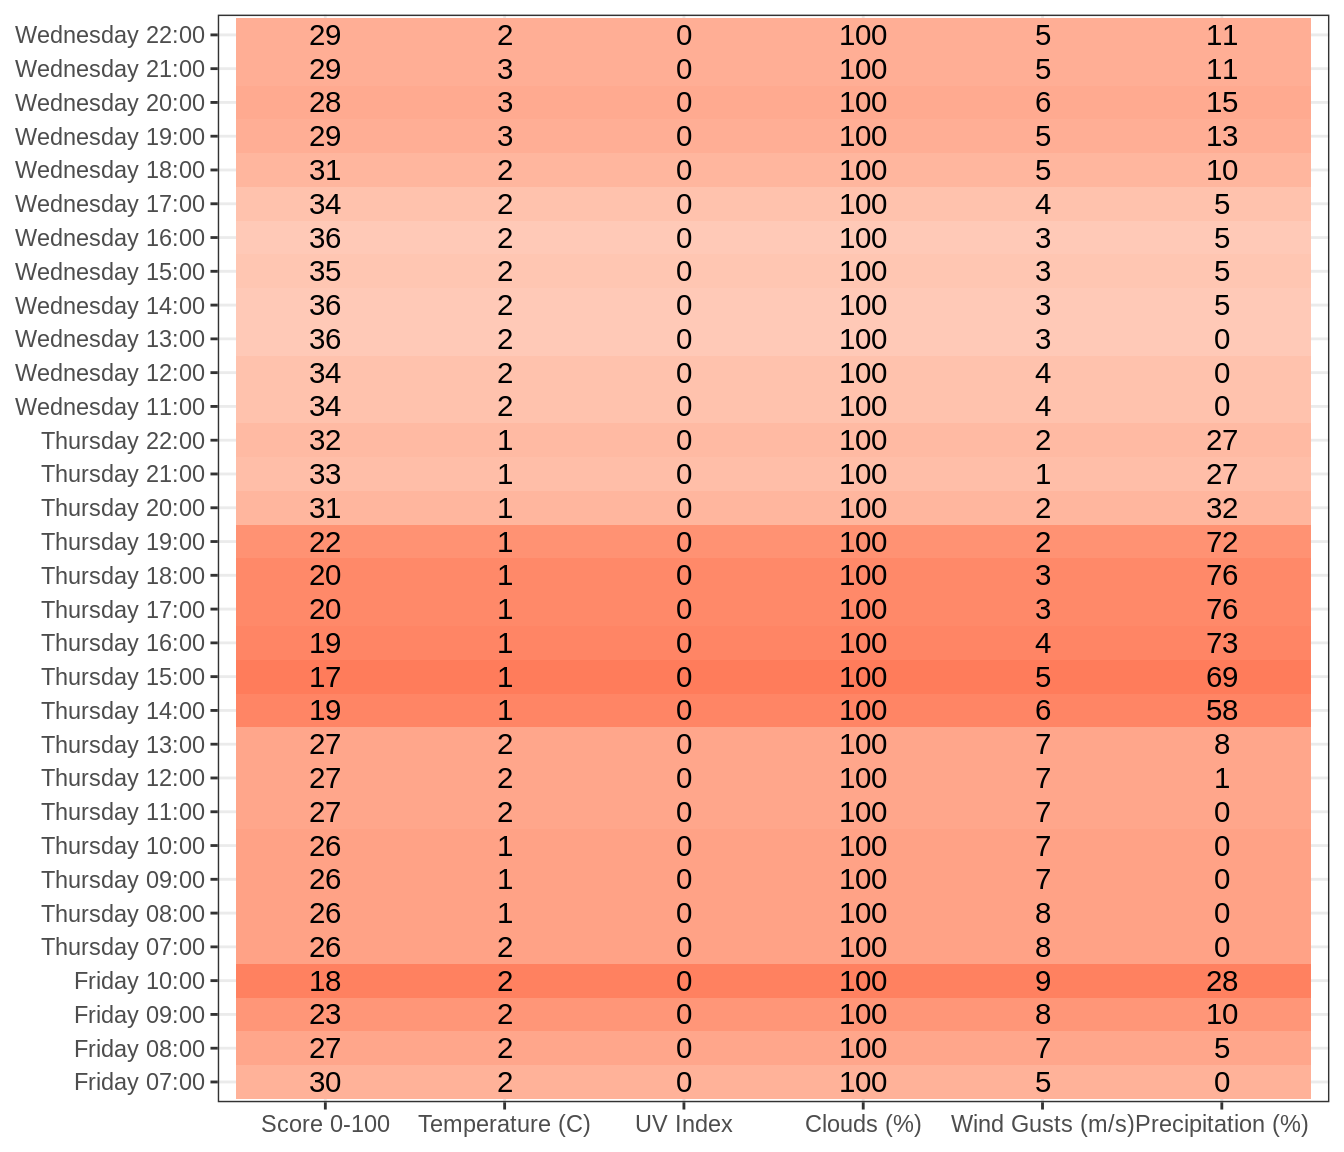 Wednesday 22:00 29 2 0 100 5 11
Wednesday 21:00 29 3 0 100 5 11
Wednesday 20:00 28 3 0 100 6 15
Wednesday 19:00 29 3 0 100 5 13
Wednesday 18:00 31 2 0 100 5 10
Wednesday 17:00 34 2 0 100 4 5
Wednesday 16:00 36 2 0 100 3 5
Wednesday 15:00 35 2 0 100 3 5
Wednesday 14:00 36 2 0 100 3 5
Wednesday 13:00 36 2 0 100 3 0
Wednesday 12:00 34 2 0 100 4 0
Wednesday 11:00 34 2 0 100 4 0
Thursday 22:00 32 1 0 100 2 27
Thursday 21:00 33 1 0 100 1 27
Thursday 20:00 31 1 0 100 2 32
Thursday 19:00 22 1 0 100 2 72
Thursday 18:00 20 1 0 100 3 76
Thursday 17:00 20 1 0 100 3 76
Thursday 16:00 19 1 0 100 4 73
Thursday 15:00 17 1 0 100 5 69
Thursday 14:00 19 1 0 100 6 58
Thursday 13:00 27 2 0 100 7 8
Thursday 12:00 27 2 0 100 7 1
Thursday 11:00 27 2 0 100 7 0
Thursday 10:00 26 1 0 100 7 0
Thursday 09:00 26 1 0 100 7 0
Thursday 08:00 26 1 0 100 8 0
Thursday 07:00 26 2 0 100 8 0
Friday 10:00 18 2 0 100 9 28
Friday 09:00 23 2 0 100 8 10
Friday 08:00 27 2 0 100 7 5
Friday 07:00 30 2 0 100 5 0
Score 0-100 Temperature (C) UV Index Clouds (%) Wind Gusts (m/s) Precipitation (%)